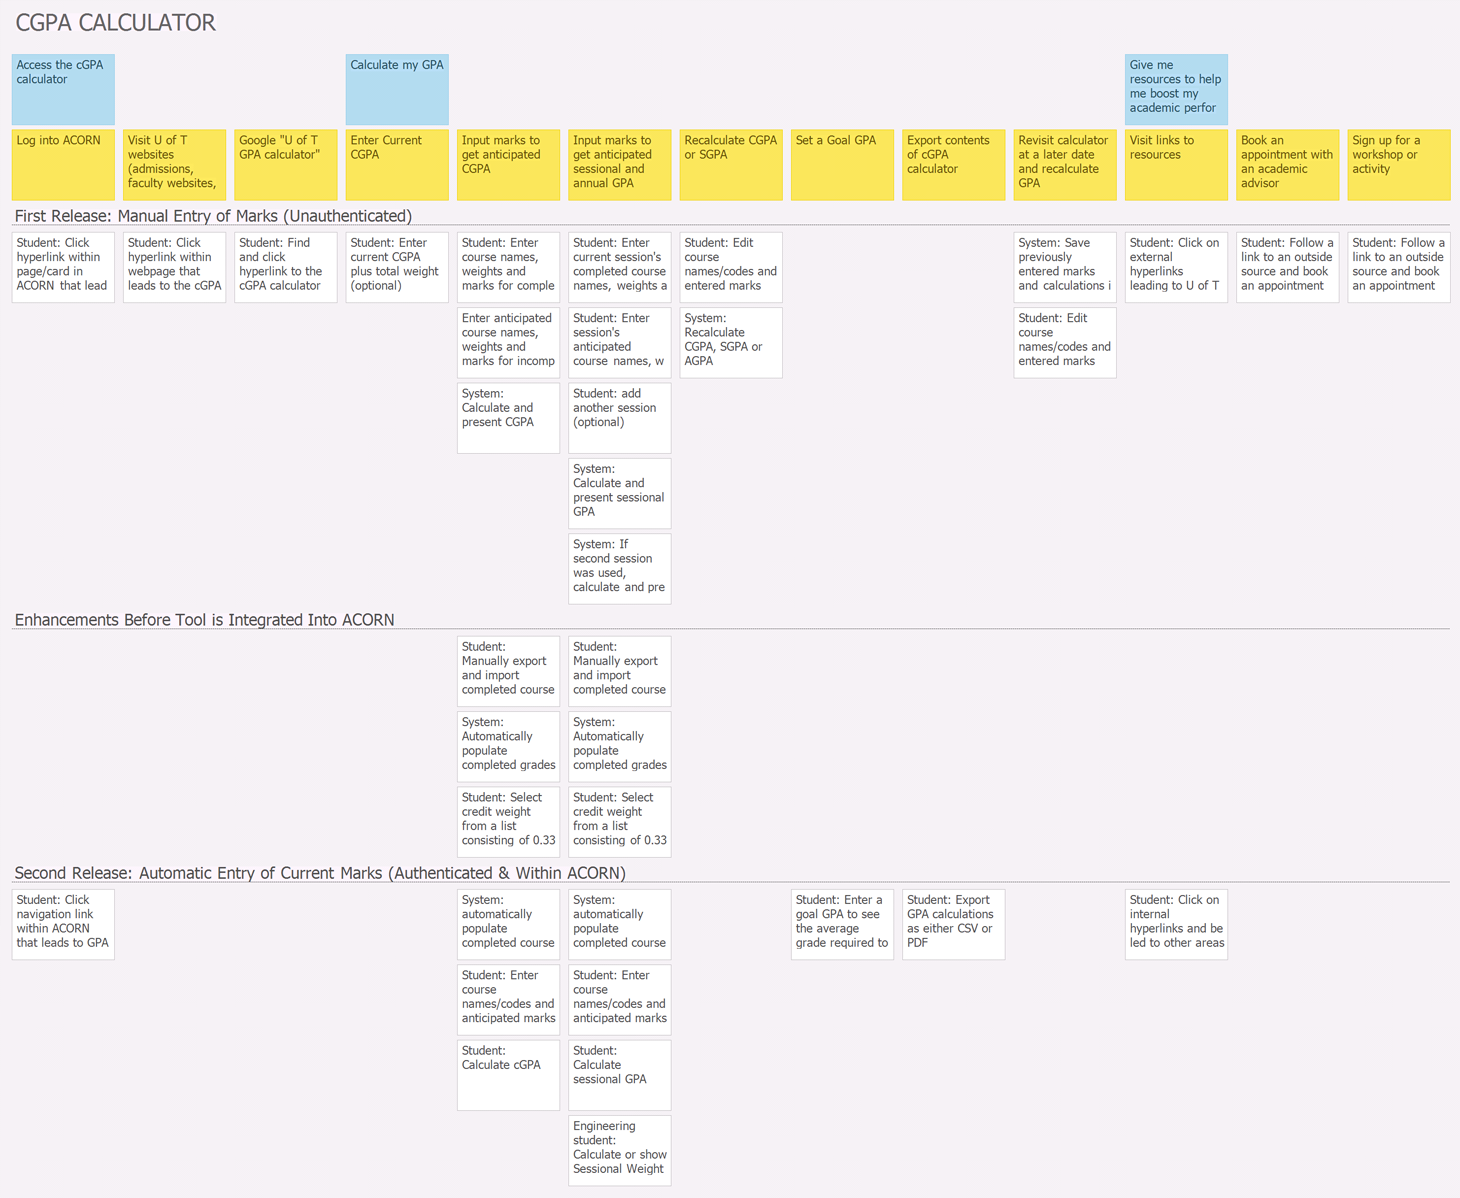 CGPA CALCULATOR
Access the cGPA
calculator
Calculate my GPA
Give me
resources to help
me boost my
academic perfor
Log into ACORN
Visit U of T
websites
(admissions,
faculty websites,
Google "U of T
GPA calculator"
Enter Current
CGPA
Input marks to
get anticipated
CGPA
Input marks to
get anticipated
sessional and
annual GPA
Recalculate CGPA
or SGPA
Set a Goal GPA
Export contents
of cGPA
calculator
Revisit calculator
at a later date
and recalculate
GPA
Visit links to
resources
Book an
appointment with
an academic
advisor
Sign up for a
workshop or
activity
First Release: Manual Entry of Marks (Unauthenticated)
Student: Click
hyperlink within
page/card in
ACORN that lead
Student: Click
hyperlink within
webpage that
leads to the cGPA
Student: Find
and click
hyperlink to the
cGPA calculator
Student: Enter
current CGPA
plus total weight
(optional)
Student: Enter
course names,
weights and
marks for comple
Student: Enter
current session's
completed course
names, weights a
Student: Edit
course
names/codes and
entered marks
System: Save
previously
entered marks
and calculations i
Student: Click on
external
hyperlinks
leading to U of T
Student: Follow a
link to an outside
source and book
an appointment
Student: Follow a
link to an outside
source and book
an appointment
Enter anticipated
course names,
weights and
marks for incomp
Student: Enter
session's
anticipated
course names, w
System:
Recalculate
CGPA, SGPA or
AGPA
Student: Edit
course
names/codes and
entered marks
System:
Calculate and
present CGPA
Student: add
another session
(optional)
System:
Calculate and
present sessional
GPA
System: If
second session
was used,
calculate and pre
Enhancements Before Tool is Integrated Into ACORN
Student:
Manually export
and import
completed course
Student:
Manually export
and import
completed course
System:
Automatically
populate
completed grades
System:
Automatically
populate
completed grades
Student: Select
credit weight
from a list
consisting of 0.33
Student: Select
credit weight
from a list
consisting of 0.33
Second Release: Automatic Entry of Current Marks (Authenticated & Within ACORN)
Student: Click
navigation link
within ACORN
that leads to GPA
System:
automatically
populate
completed course
System:
automatically
populate
completed course
Student: Enter a
goal GPA to see
the average
grade required to
Student: Export
GPA calculations
as either CSV or
PDF
Student: Click on
internal
hyperlinks and be
led to other areas
Student: Enter
course
names/codes and
anticipated marks
Student: Enter
course
names/codes and
anticipated marks
Student:
Calculate cGPA
Student:
Calculate
sessional GPA
Engineering
student:
Calculate or show
Sessional Weight